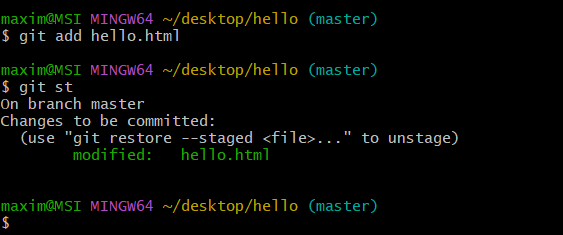 maxim@MSI MINGW64 ~/desktop/hello (master)
$ git add hello.html
maxim@MSI MINGW64 ~/desktop/hello (master)
$ git st
On branch master
Changes to be committed:
  (use "git restore --staged <file>..." to unstage)
        modified:   hello.html
maxim@MSI MINGW64 ~/desktop/hello (master)
$